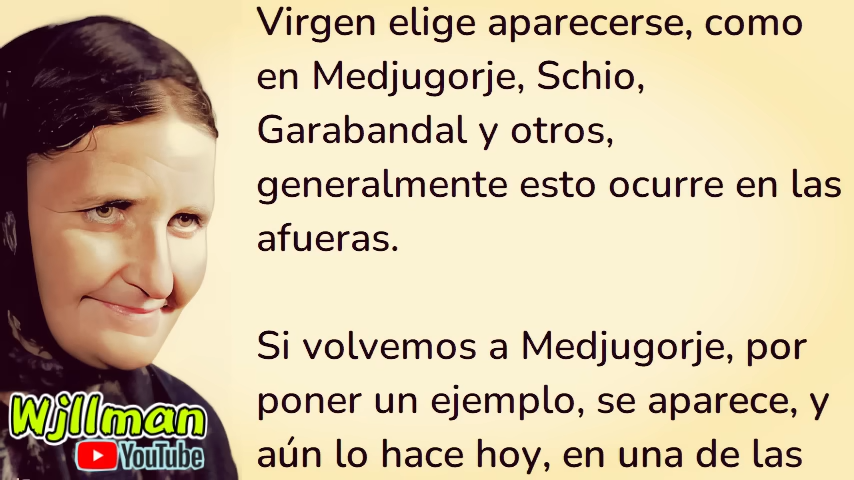 Virgen elige aparecerse, como
en Medjugorje, Schio,
Garabandal y otros,
generalmente esto ocurre en las
afueras.
Si volvemos a Medjugorje, por
poner un ejemplo, se aparece, y
aún lo hace hoy, en una de las
Wjllman
YouTube